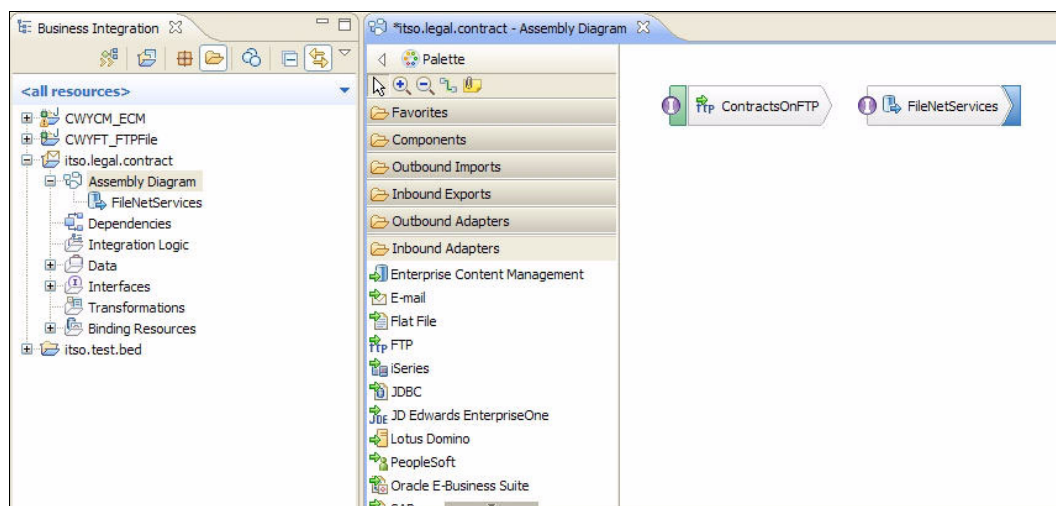 Business Integration
<all resources>
CWYCM_ECM
CWYFT_FTPFile
itso.legal.contract
Assembly Diagram
FileNetServices
Dependencies
Integration Logic
Data
Interfaces
Transformations
Binding Resources
itso.test.bed
*itso.legal.contract - Assembly Diagram
Palette
Favorites
Components
Outbound Imports
Inbound Exports
Outbound Adapters
Inbound Adapters
Enterprise Content Management
E-mail
Flat File
FTP
iSeries
JDBC
JD Edwards EnterpriseOne
Lotus Domino
PeopleSoft
Oracle E-Business Suite
ContractsOnFTP
FileNetServices